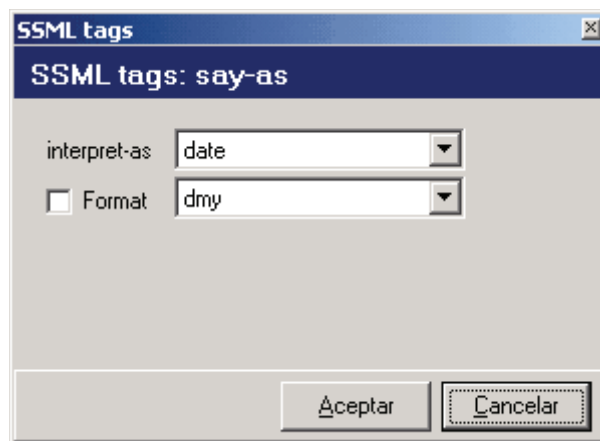 SSML tags
SSML tags: say-as
interpret-as date
Format dmy
Aceptar Cancelar